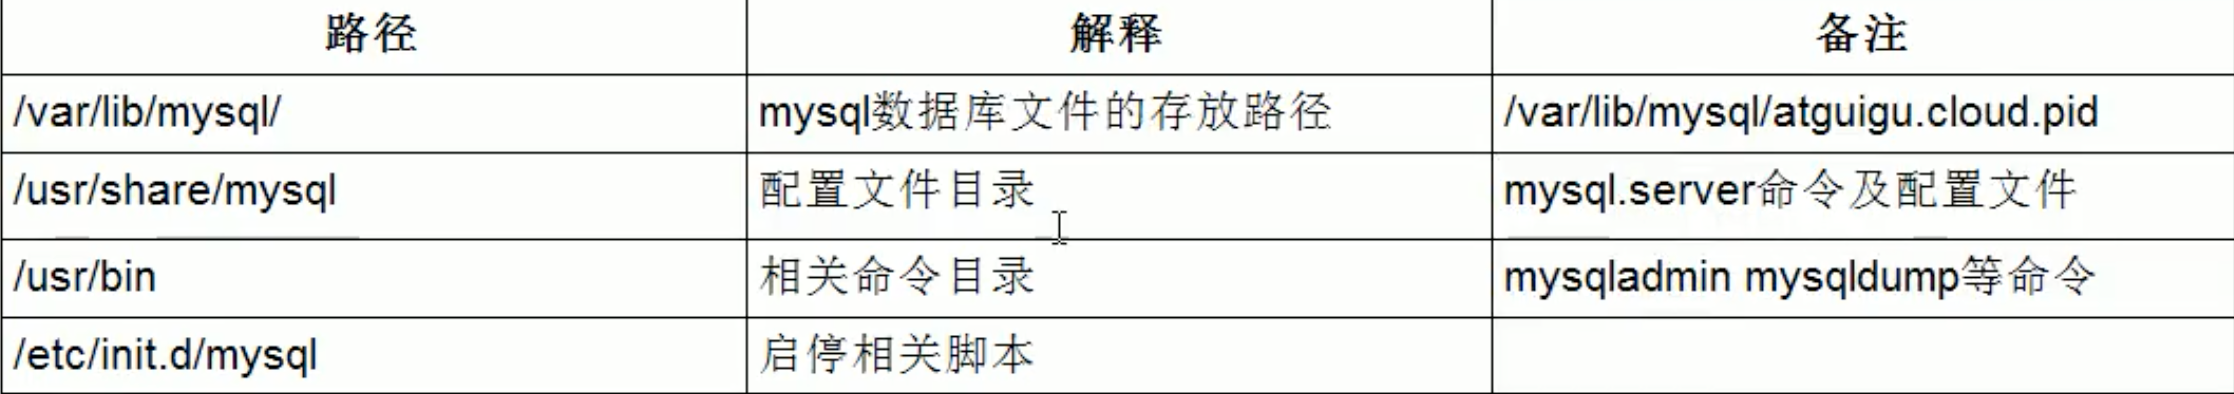 路径 解释 备注
/var/lib/mysql/ mysql数据库文件的存放路径 /var/lib/mysql/atguigu.cloud.pid
/usr/share/mysql 配置文件目录 mysql.server命令及配置文件
/usr/bin 相关命令目录 mysqladmin mysqldump等命令
/etc/init.d/mysql 启停相关脚本